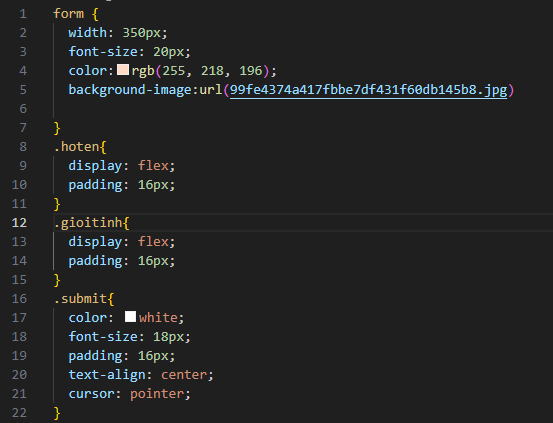 1 form {
2 width: 350px;
3 font-size: 20px;
4 color: rgb(255, 218, 196);
5 background-image:url(99fe4374a417fbbe7df431f60db145b8.jpg)
6
7 }
8 .hoten{
9 display: flex;
10 padding: 16px;
11 }
12 .gioitinh{
13 display: flex;
14 padding: 16px;
15 }
16 .submit{
17 color: white;
18 font-size: 18px;
19 padding: 16px;
20 text-align: center;
21 cursor: pointer;
22 }